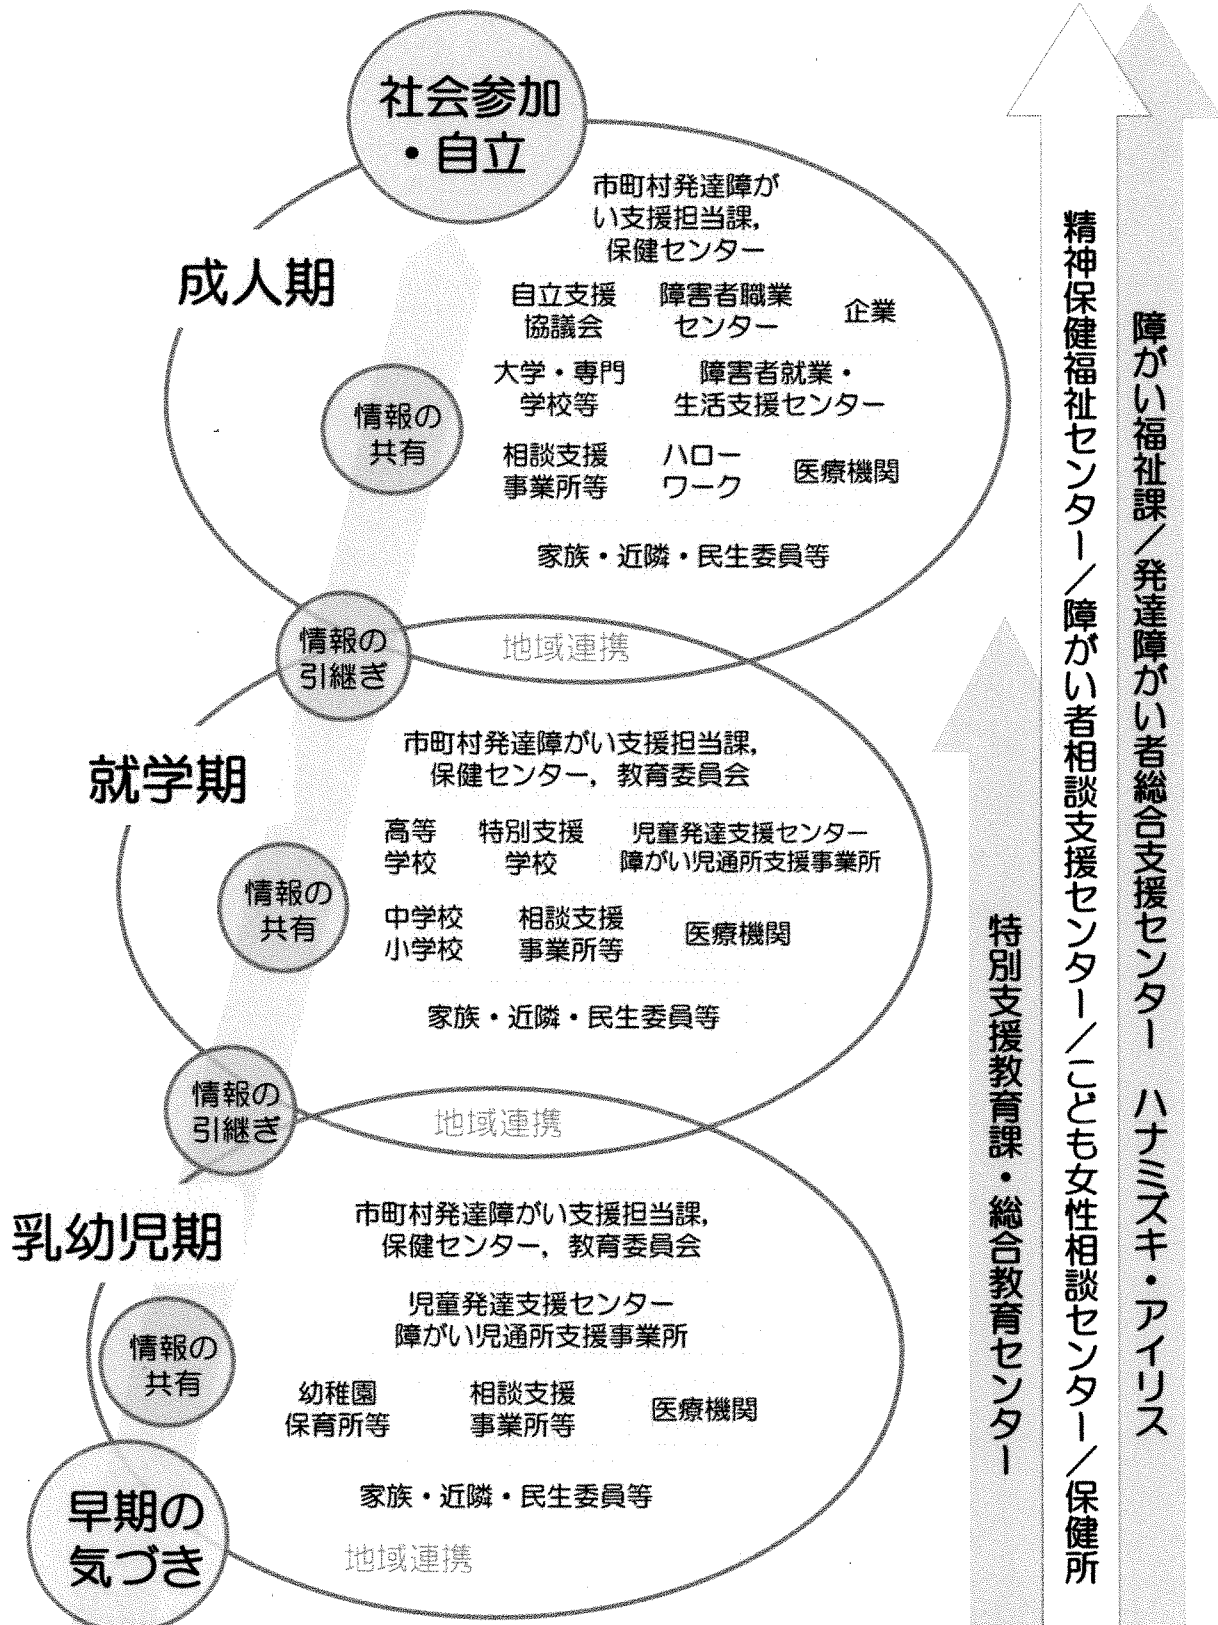 社会参加
・自立
成人期
市町村発達障が
い支援担当課，
保健センター
自立支援
協議会
障害者職業
センター
企業
大学・専門
学校等
障害者就業・
生活支援センター
相談支援
事業所等
ハロー
ワーク
医療機関
家族・近隣・民生委員等
情報の
共有
情報の
引継ぎ
地域連携
就学期
市町村発達障がい支援担当課，
保健センター，教育委員会
高等
学校
特別支援
学校
児童発達支援センター
障がい児通所支援事業所
中学校
小学校
相談支援
事業所等
医療機関
家族・近隣・民生委員等
情報の
共有
情報の
引継ぎ
地域連携
乳幼児期
市町村発達障がい支援担当課，
保健センター，教育委員会
児童発達支援センター
障がい児通所支援事業所
幼稚園
保育所等
相談支援
事業所等
医療機関
家族・近隣・民生委員等
情報の
共有
早期の
気づき
地域連携
特別支援教育課・総合教育センター
精神保健福祉センター／障がい者相談支援センター／こども女性相談センター／保健所
障がい福祉課／発達障がい者総合支援センター　ハナミズキ・アイリス